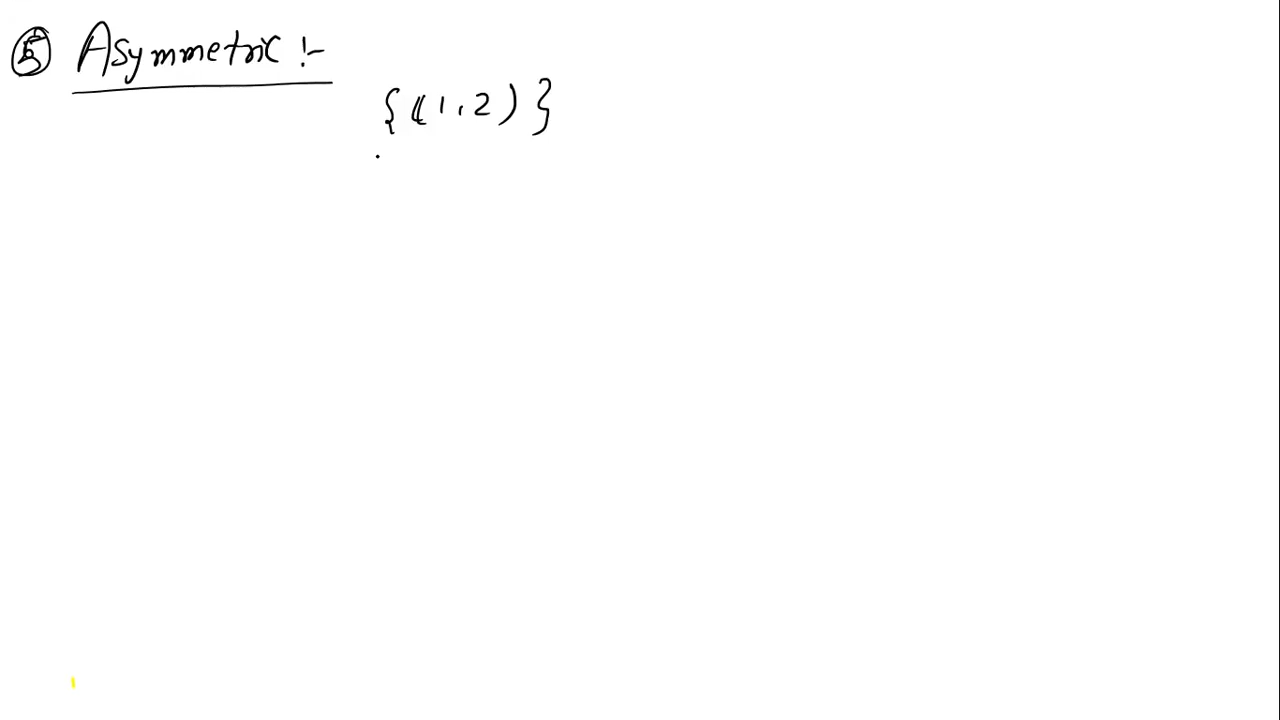 ⑤ Asymmetric :-
{(1,2)}